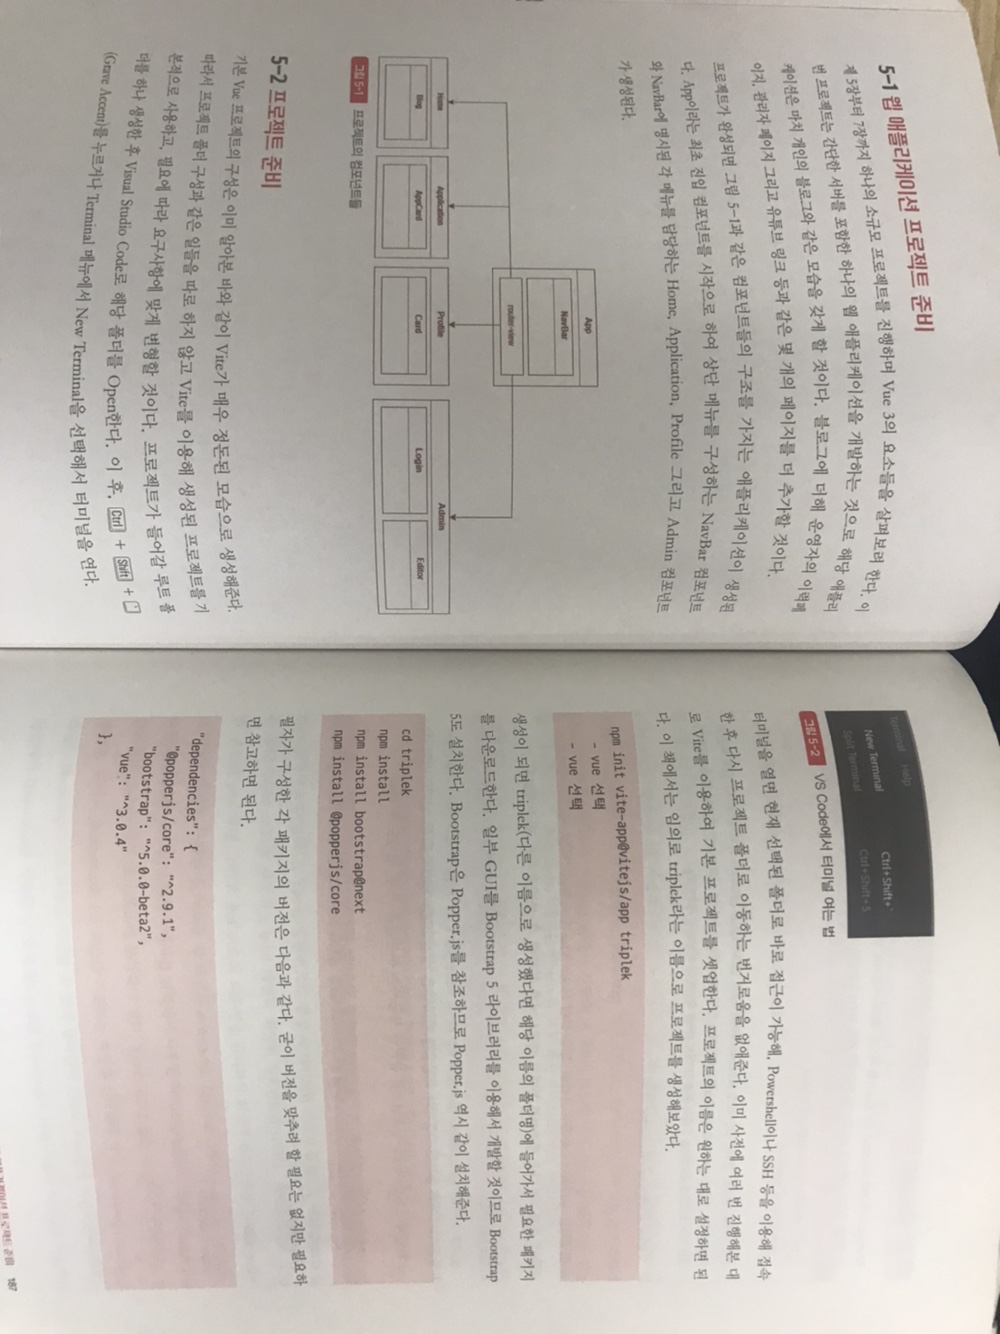 5-1 웹 애플리케이션 프로젝트 준비
제 5장부터 7장까지 하나의 소규모 프로젝트를 진행하며 Vue 3의 요소들을 살펴보려 한다. 이
번 프로젝트는 간단한 서버를 포함한 하나의 웹 애플리케이션을 개발하는 것으로 해당 애플리
케이션은 마치 개인의 블로그와 같은 모습을 갖게 할 것이다. 블로그에 더해 운영자의 이력페
이지, 관리자 페이지 그리고 유튜브 링크 등과 같은 몇 개의 페이지를 더 추가할 것이다.
프로젝트가 완성되면 그림 5-1과 같은 컴포넌트들의 구조를 가지는 애플리케이션이 생성된
다. App이라는 최초 진입 컴포넌트를 시작으로 하여 상단 메뉴를 구성하는 NavBar 컴포넌트
와 NavBar에 명시된 각 메뉴를 담당하는 Home, Application, Profile 그리고 Admin 컴포넌트
가 생성된다.
App
NavBar
router-view
Home
Blog
Application
AppCard
Profile
Card
Admin
Login
Editor
그림 5-1 프로젝트의 컴포넌트들
5-2 프로젝트 준비
기본 Vue 프로젝트의 구성은 이미 알아본 바와 같이 Vite가 매우 정돈된 모습으로 생성해준다.
따라서 프로젝트 폴더 구성과 같은 일들을 따로 하지 않고 Vite를 이용해 생성된 프로젝트를 기
본적으로 사용하고, 필요에 따라 요구사항에 맞게 변형할 것이다. 프로젝트가 들어갈 루트 폴
더를 하나 생성한 후 Visual Studio Code로 해당 폴더를 Open한다. 이 후, Ctrl + Shift + `
(Grave Accent)를 누르거나 Terminal 메뉴에서 New Terminal을 선택해서 터미널을 연다.
Terminal Help
New Terminal Ctrl+Shift+`
Split Terminal Ctrl+Shift+5
그림 5-2 VS Code에서 터미널 여는 법
터미널을 열면 현재 선택된 폴더로 바로 접근이 가능해, Powershell이나 SSH 등을 이용해 접속
한 후 다시 프로젝트 폴더로 이동하는 번거로움을 없애준다. 이미 사전에 여러 번 진행해본 대
로 Vite를 이용하여 기본 프로젝트를 셋업한다. 프로젝트의 이름은 원하는 대로 설정하면 된
다. 이 책에서는 임의로 triplek라는 이름으로 프로젝트를 생성해보았다.
npm init vite-app@vitejs/app triplek
- vue 선택
- vue 선택
생성이 되면 triplek(다른 이름으로 생성했다면 해당 이름의 폴더명)에 들어가서 필요한 패키지
를 다운로드한다. 일부 GUI를 Bootstrap 5 라이브러리를 이용해서 개발할 것이므로 Bootstrap
5도 설치한다. Bootstrap은 Popper.js를 참조하므로 Popper.js 역시 같이 설치해준다.
cd triplek
npm install
npm install bootstrap@next
npm install @popperjs/core
필자가 구성한 각 패키지의 버전은 다음과 같다. 굳이 버전을 맞추려 할 필요는 없지만 필요하
면 참고하면 된다.
"dependencies": {
"@popperjs/core": "^2.9.1",
"bootstrap": "^5.0.0-beta2",
"vue": "^3.0.4"
},
187